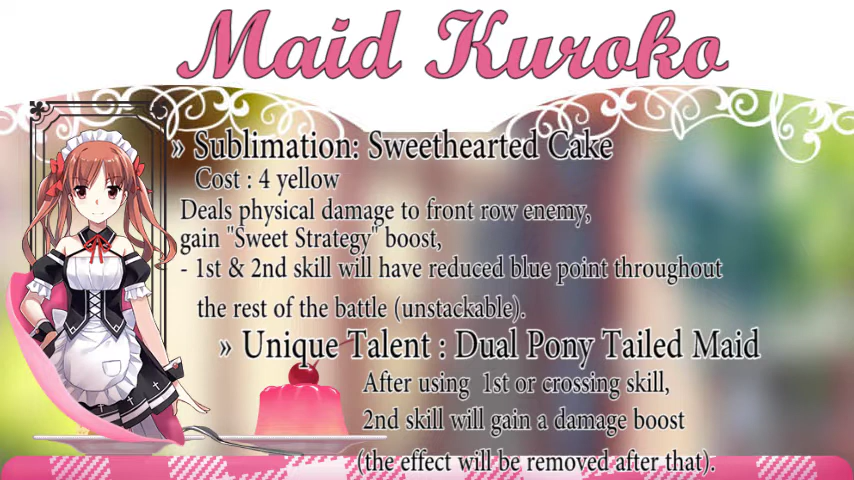 Maid Kuroko
» Sublimation: Sweethearted Cake
Cost : 4 yellow
Deals physical damage to front row enemy,
gain "Sweet Strategy" boost,
- 1st & 2nd skill will have reduced blue point throughout
the rest of the battle (unstackable).
» Unique Talent : Dual Pony Tailed Maid
After using 1st or crossing skill,
2nd skill will gain a damage boost
(the effect will be removed after that).